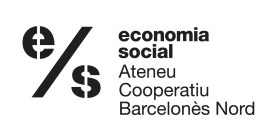 e/s
economia
social
Ateneu
Cooperatiu
Barcelonès Nord